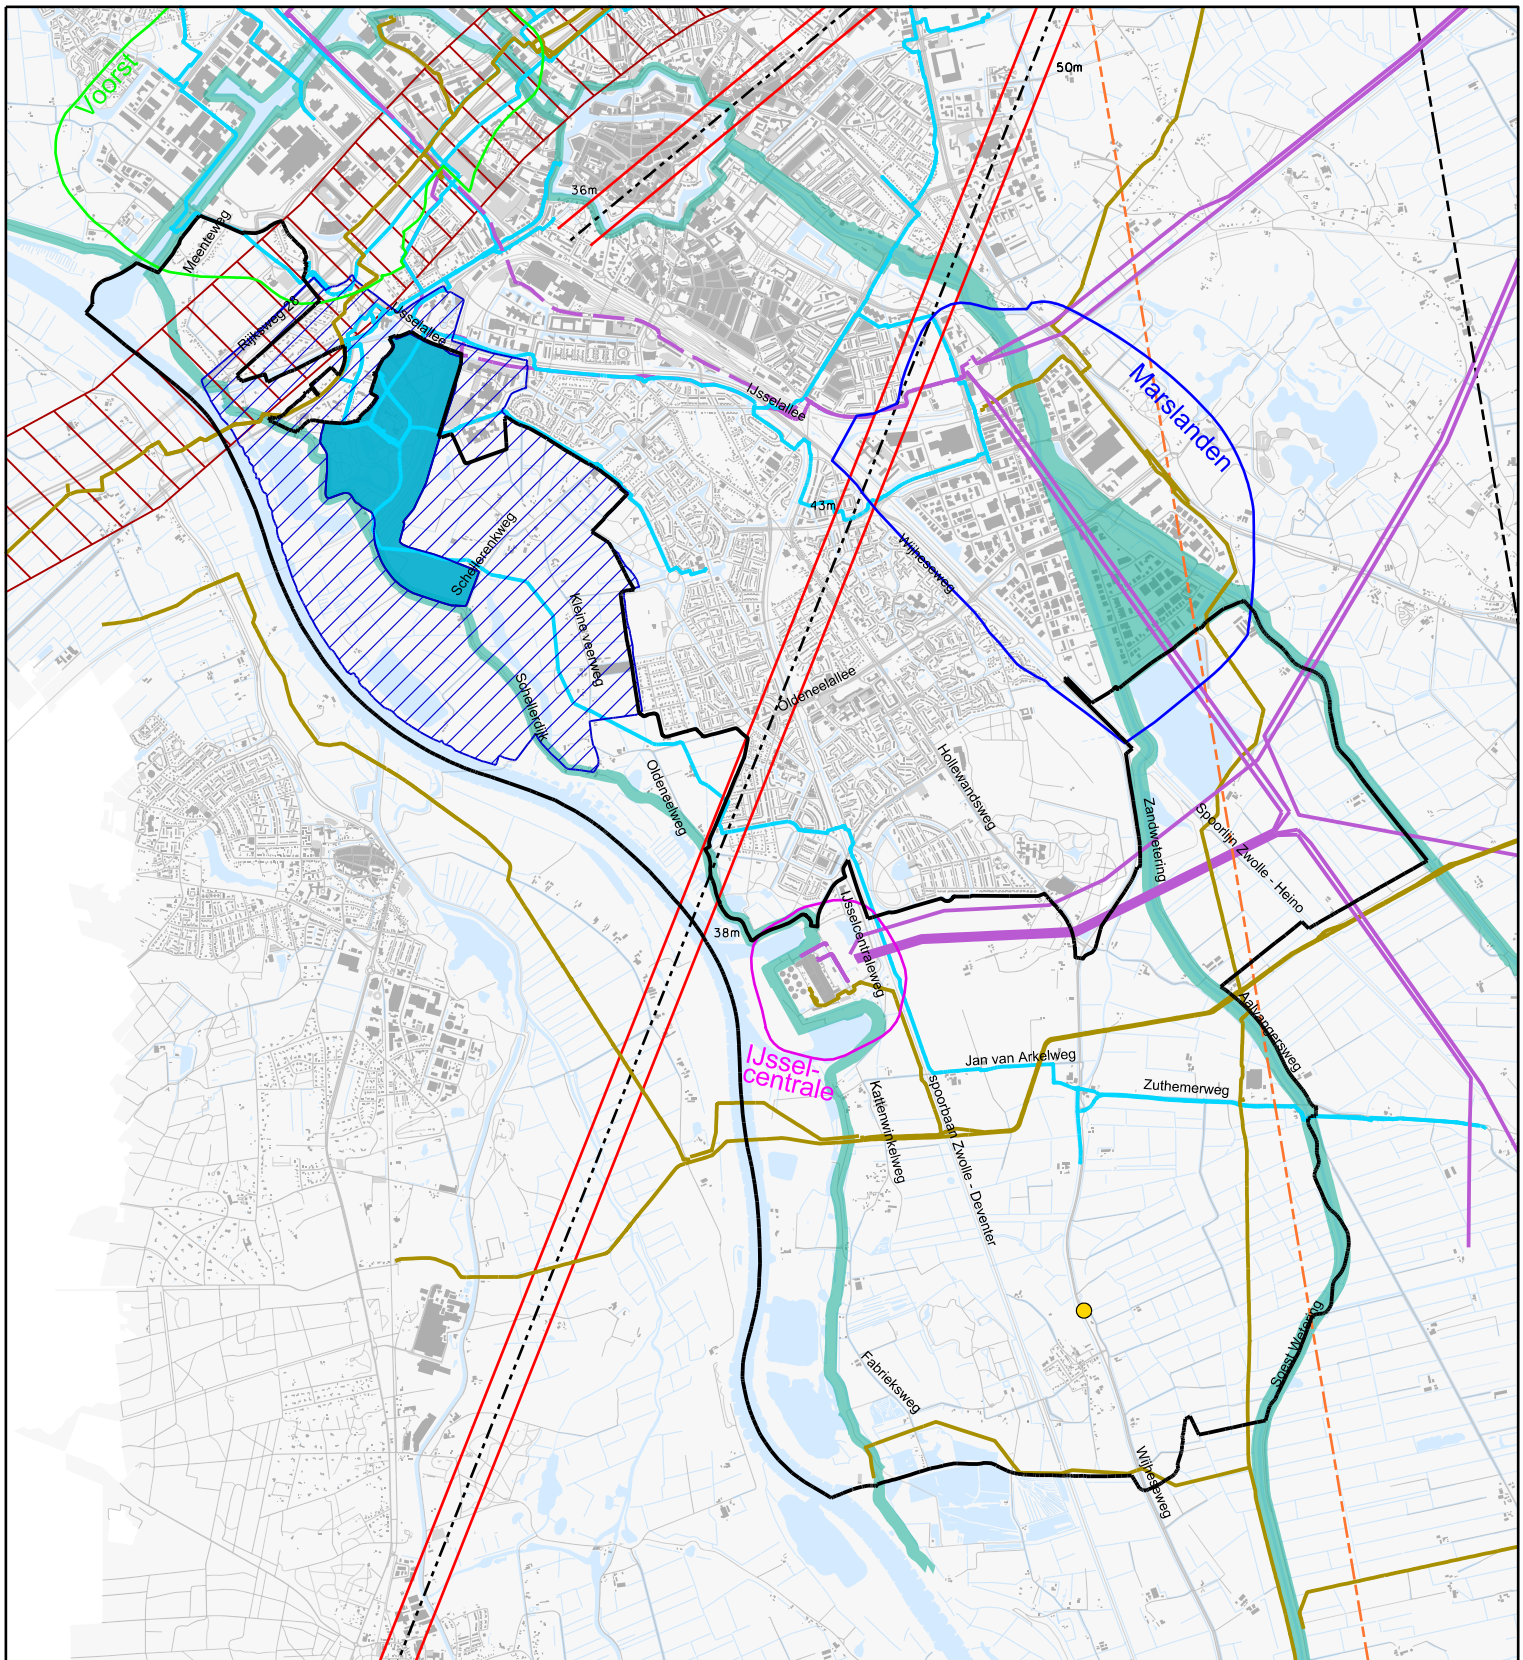 Voorst
50m
36m
Meenteweg
Rijksweg 28
IJsselallee
IJsselallee
Marslanden
43m
Wijheseweg
Schellerenkweg
Kleine veerweg
Schellerdijk
Oldeneelallee
Oldeneelweg
Hollewandsweg
Zandwetering
Spoorlijn Zwolle - Heino
38m
IJsselcentraleweg
Aalvangersweg
IJssel-
centrale
Jan van Arkelweg
Zuthemerweg
Kattenwinkelweg
spoorbaan Zwolle - Deventer
Soest Wetering
Fabrieksweg
Wijheseweg